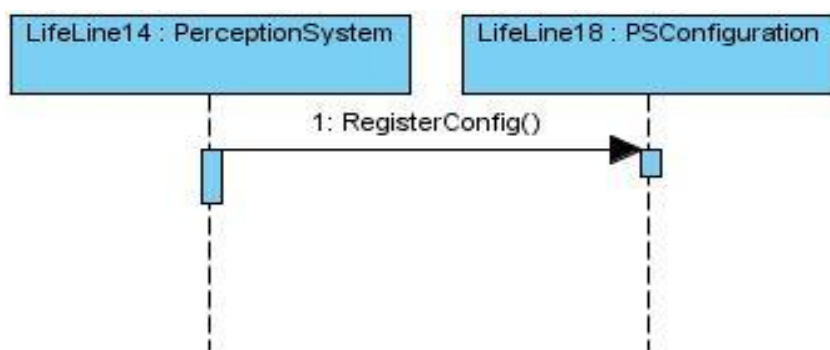 LifeLine14 : PerceptionSystem
LifeLine18 : PSConfiguration
1: RegisterConfig()